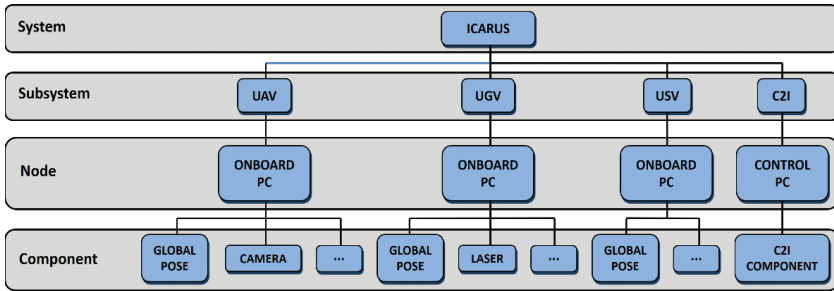 System
ICARUS
Subsystem
UAV
UGV
USV
C2I
Node
ONBOARD
PC
ONBOARD
PC
ONBOARD
PC
CONTROL
PC
Component
GLOBAL
POSE
CAMERA
...
GLOBAL
POSE
LASER
...
GLOBAL
POSE
...
C2I
COMPONENT